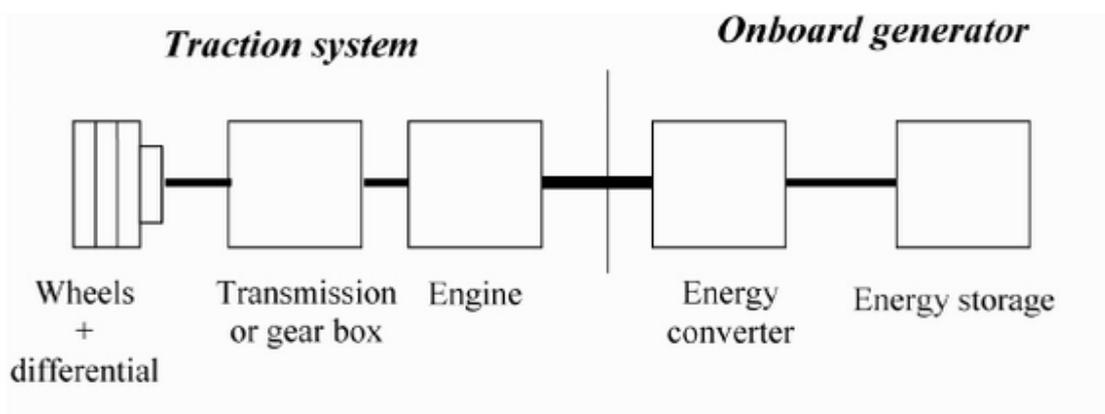 Traction system
Onboard generator
Wheels
+
differential
Transmission
or gear box
Engine
Energy
converter
Energy storage